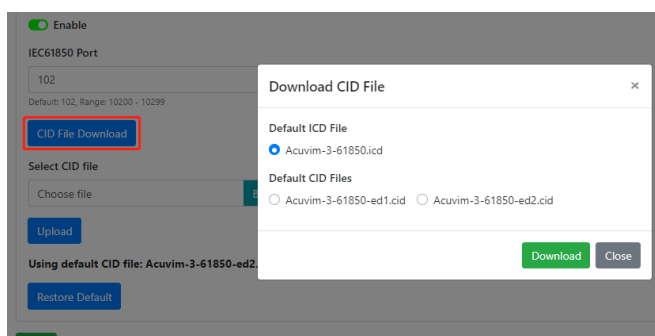 Enable
IEC61850 Port
102
Default: 102, Range: 10200 - 10299
CID File Download
Select CID file
Choose file
Upload
Using default CID file: Acuvim-3-61850-ed2.
Restore Default
Download CID File
×
Default ICD File
Acuvim-3-61850.icd
Default CID Files
Acuvim-3-61850-ed1.cid Acuvim-3-61850-ed2.cid
Download Close